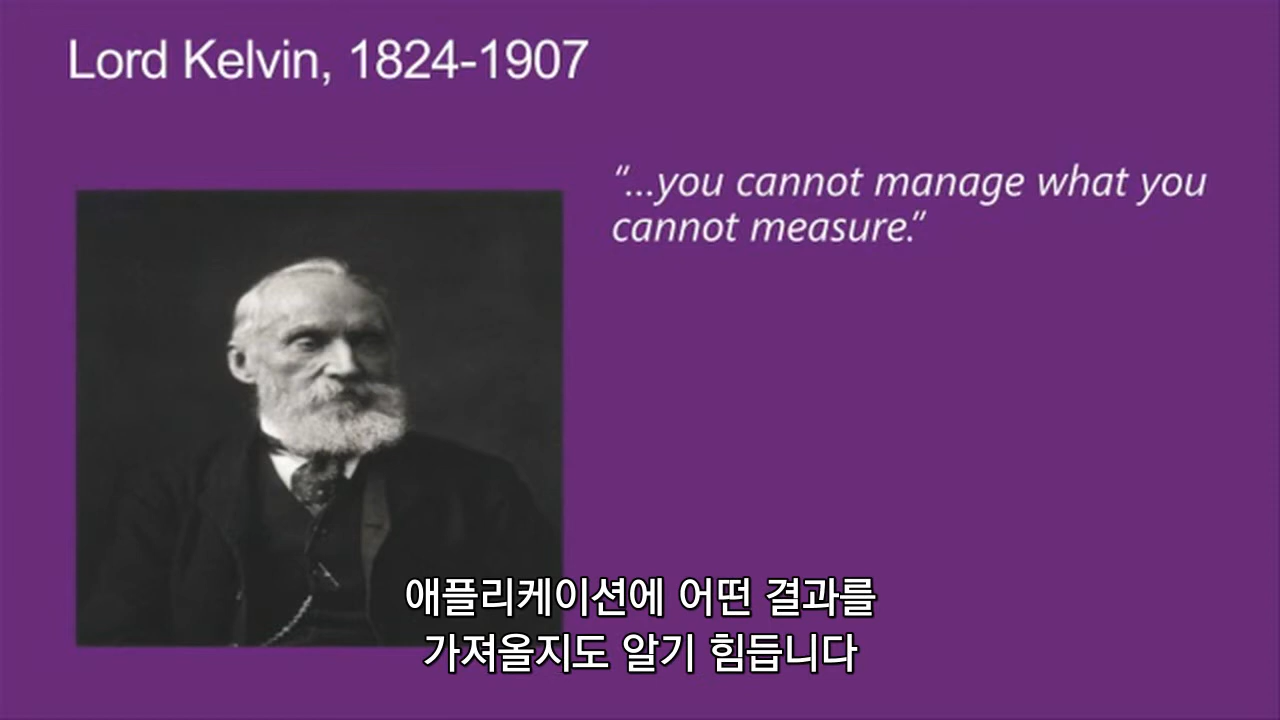 Lord Kelvin, 1824-1907
“...you cannot manage what you
cannot measure.”
애플리케이션에 어떤 결과를
가져올지도 알기 힘듭니다